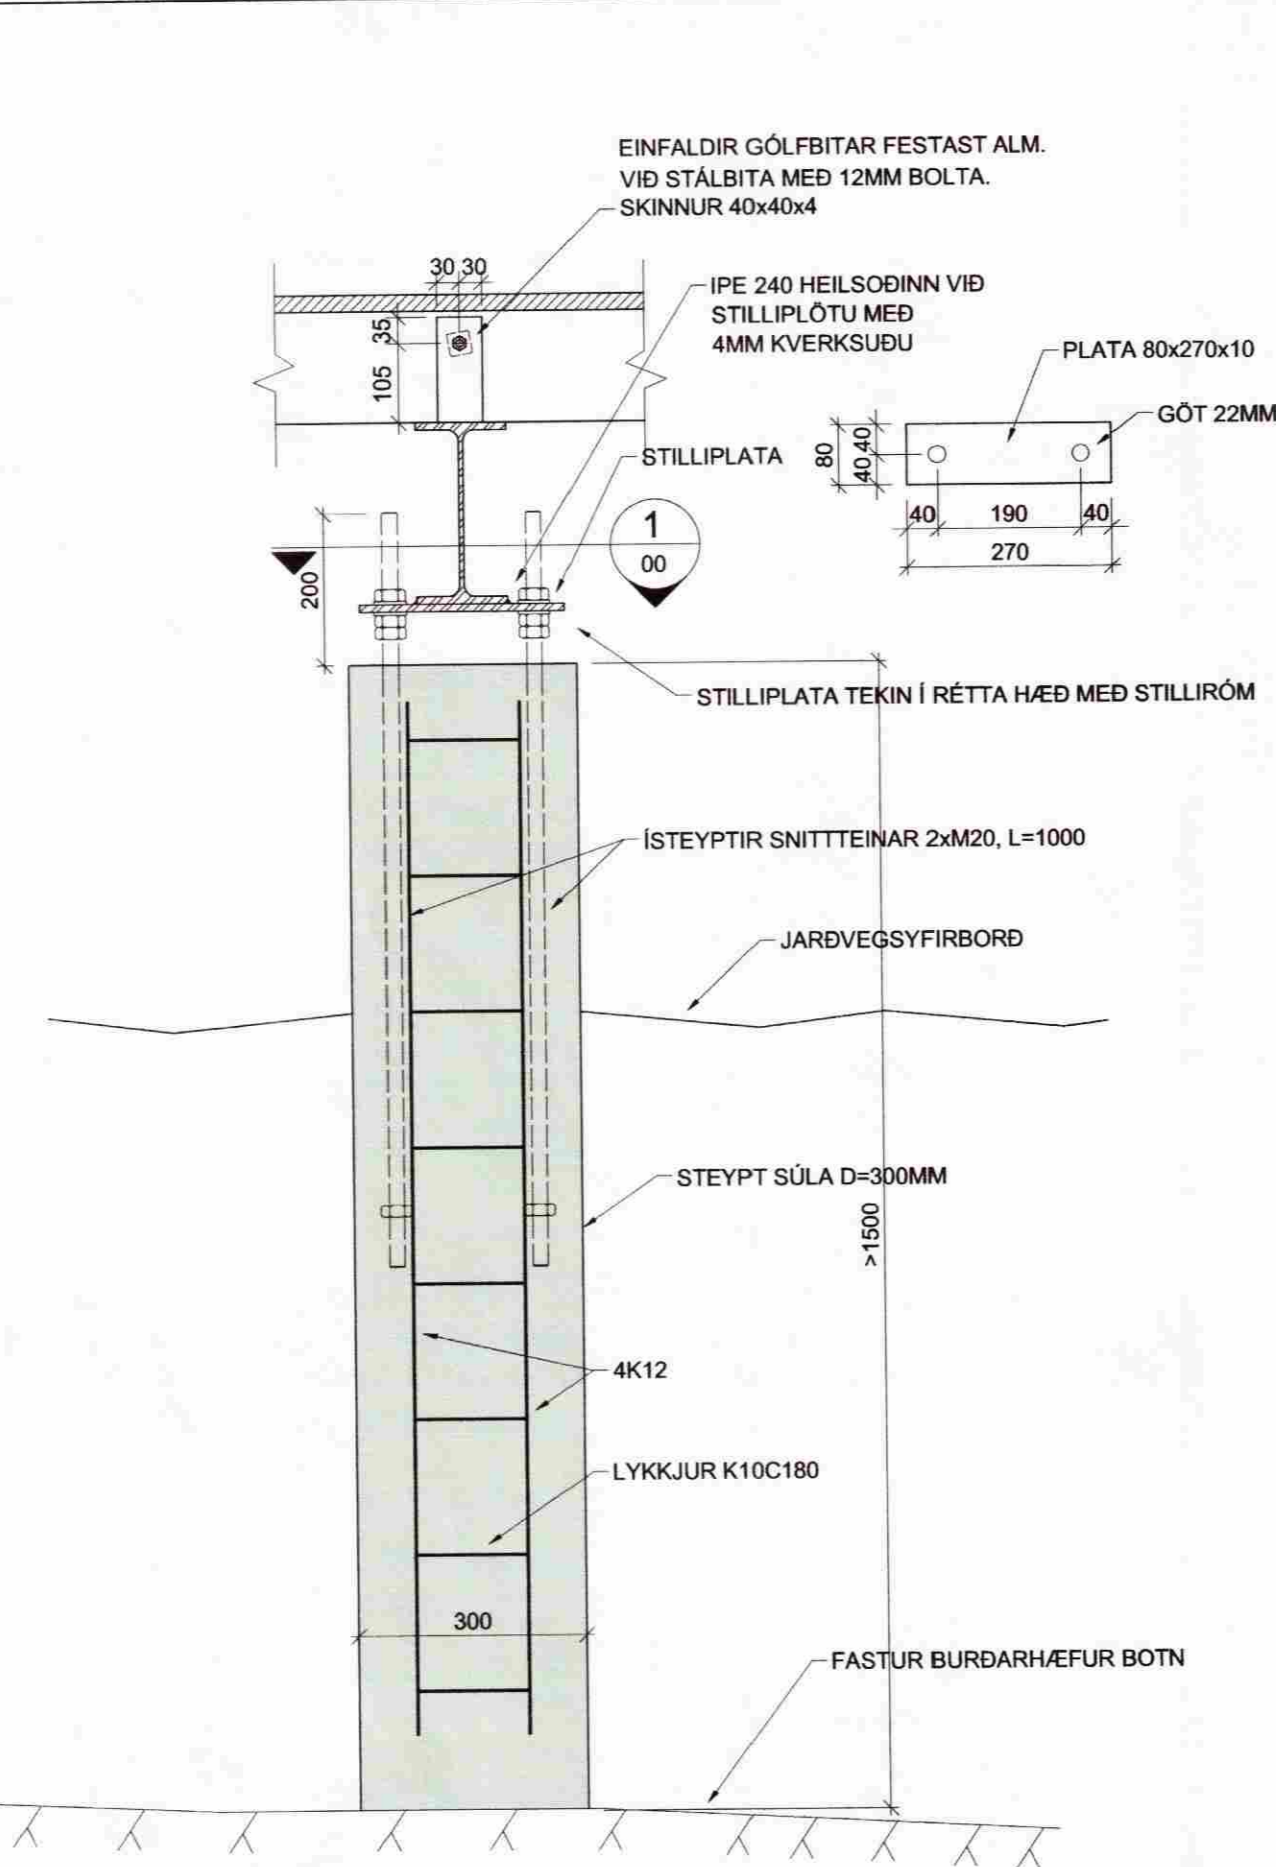 EINFALDIR GÓLFBITAR FESTAST ALM.
VIÐ STÁLBITA MEÐ 12MM BOLTA.
SKINNUR 40x40x4
30 30
IPE 240 HEILSOÐINN VIÐ
STILLIPLÖTU MEÐ
4MM KVERKSUÐU
35
105
PLATA 80x270x10
GÖT 22MM
80
40
40
40 190 40
270
STILLIPLATA
1
00
200
STILLIPLATA TEKIN Í RÉTTA HÆÐ MEÐ STILLIRÓM
ÍSTEYPTIR SNITTTEINAR 2xM20, L=1000
JARÐVEGSYFIRBORÐ
STEYPT SÚLA D=300MM
>1500
4K12
LYKKJUR K10C180
300
FASTUR BURÐARHÆFUR BOTN